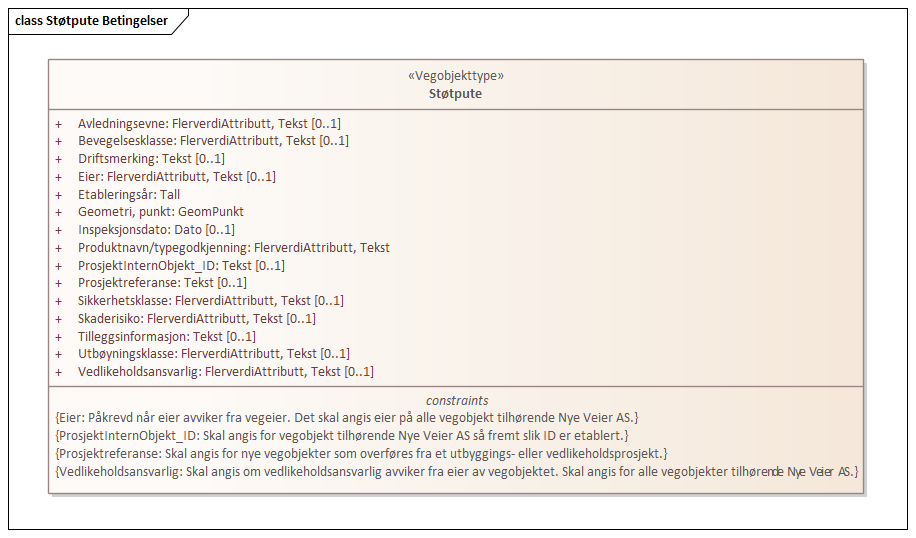 class Støtpute Betingelser
«Vegobjekttype»
Støtpute
+ Avledningsevne: FlerverdiAttributt, Tekst [0..1]
+ Bevegelsesklasse: FlerverdiAttributt, Tekst [0..1]
+ Driftsmerking: Tekst [0..1]
+ Eier: FlerverdiAttributt, Tekst [0..1]
+ Etableringsår: Tall
+ Geometri, punkt: GeomPunkt
+ Inspeksjonsdato: Dato [0..1]
+ Produktnavn/typegodkjenning: FlerverdiAttributt, Tekst
+ ProsjektInternObjekt_ID: Tekst [0..1]
+ Prosjektreferanse: Tekst [0..1]
+ Sikkerhetsklasse: FlerverdiAttributt, Tekst [0..1]
+ Skaderisiko: FlerverdiAttributt, Tekst [0..1]
+ Tilleggsinformasjon: Tekst [0..1]
+ Utbøyningsklasse: FlerverdiAttributt, Tekst [0..1]
+ Vedlikeholdsansvarlig: FlerverdiAttributt, Tekst [0..1]
constraints
{Eier: Påkrevd når eier avviker fra vegeier. Det skal angis eier på alle vegobjekt tilhørende Nye Veier AS.}
{ProsjektInternObjekt_ID: Skal angis for vegobjekt tilhørende Nye Veier AS så fremt slik ID er etablert.}
{Prosjektreferanse: Skal angis for nye vegobjekter som overføres fra et utbyggings- eller vedlikeholdsprosjekt.}
{Vedlikeholdsansvarlig: Skal angis om vedlikeholdsansvarlig avviker fra eier av vegobjektet. Skal angis for alle vegobjekter tilhørende Nye Veier AS.}